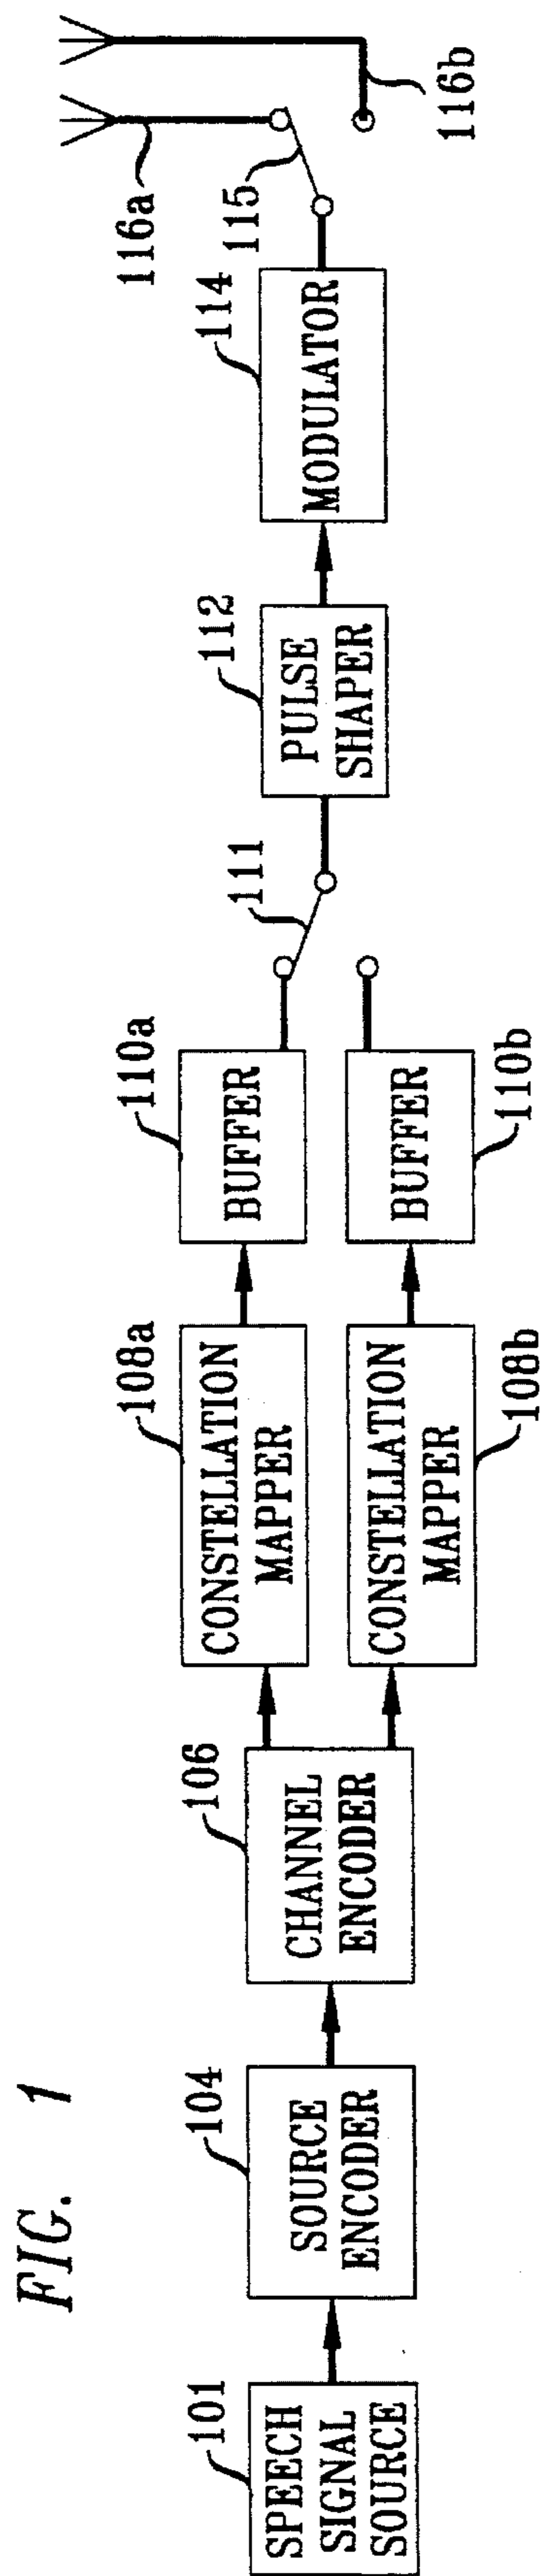 FIG. 1
101
SPEECH
SIGNAL
SOURCE
104
SOURCE
ENCODER
106
CHANNEL
ENCODER
108a
CONSTELLATION
MAPPER
108b
CONSTELLATION
MAPPER
110a
BUFFER
110b
BUFFER
111
112
PULSE
SHAPER
114
MODULATOR
115
116a
116b